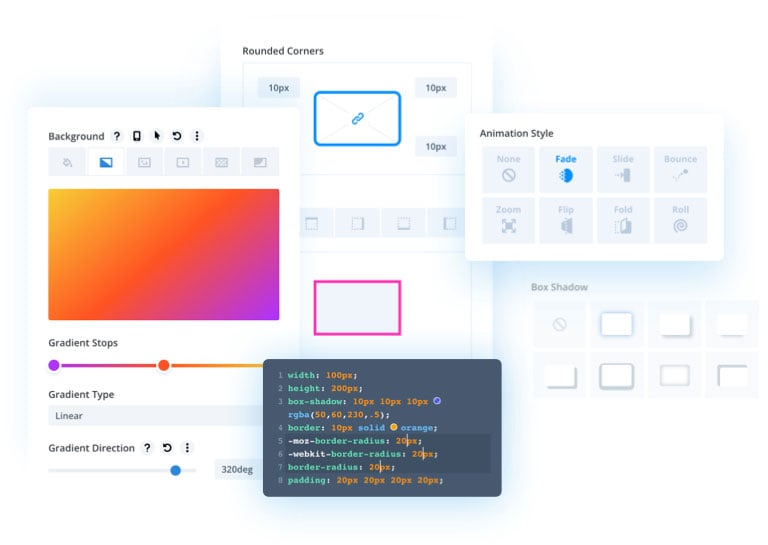 Rounded Corners
10px
10px
10px
Background ?
Gradient Stops
Gradient Type
Linear
Gradient Direction ?
320deg
Animation Style
None Fade Slide Bounce
Zoom Flip Fold Roll
Box Shadow
1 width: 100px;
2 height: 200px;
3 box-shadow: 10px 10px 10px
rgba(50,60,230,.5);
4 border: 10px solid orange;
5 -moz-border-radius: 20px;
6 -webkit-border-radius: 20px;
7 border-radius: 20px;
8 padding: 20px 20px 20px 20px;